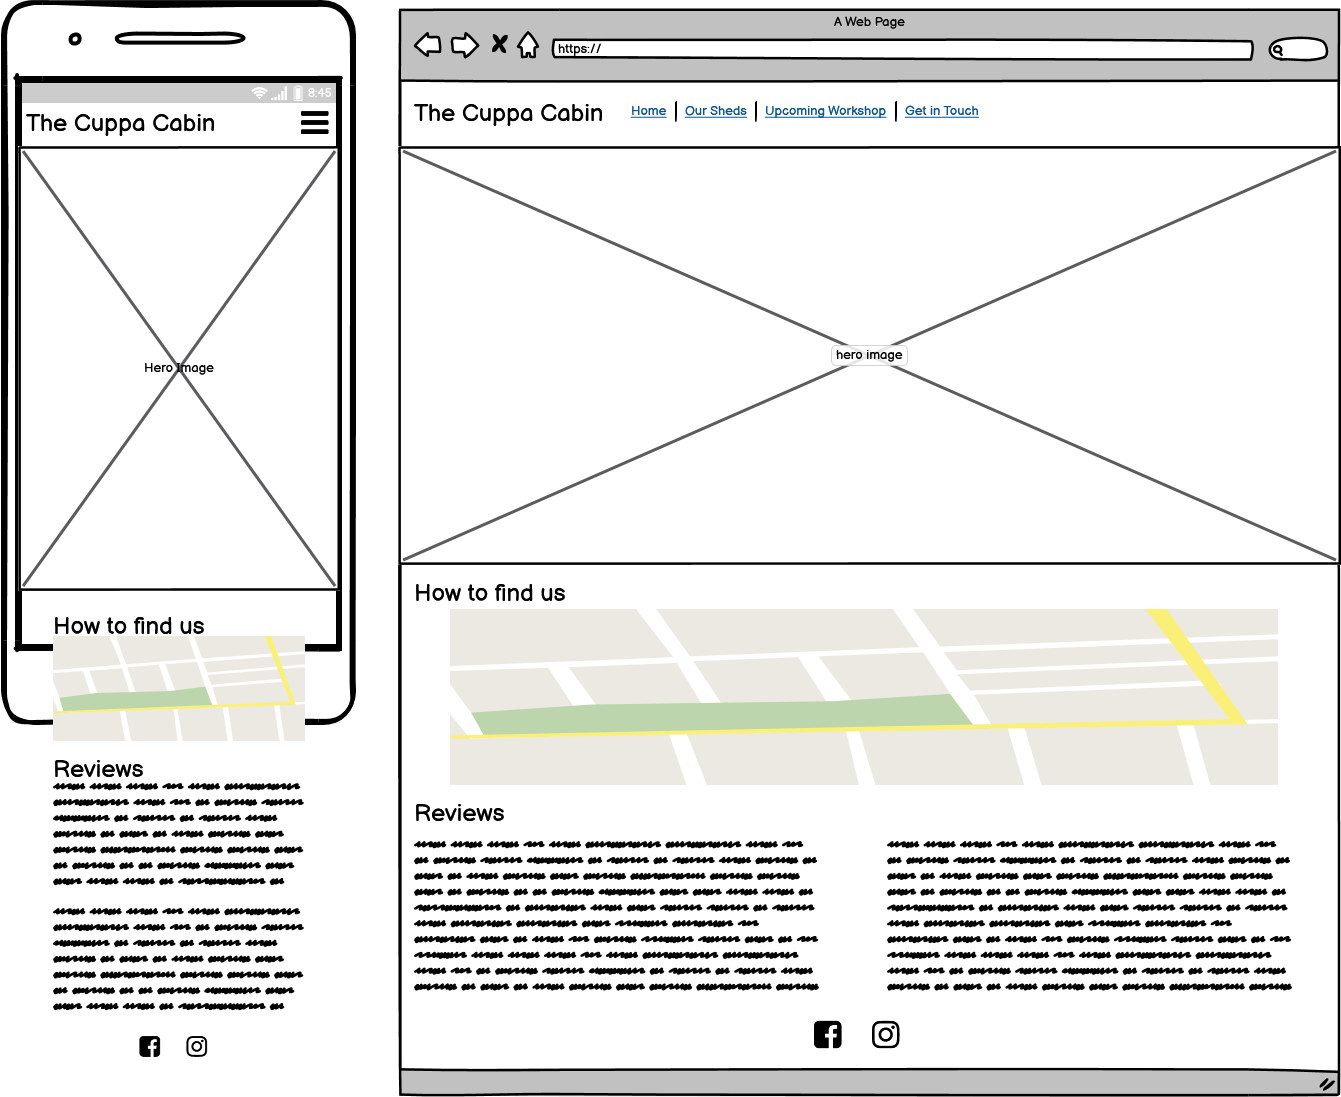 8:45
The Cuppa Cabin
Hero Image
How to find us
Reviews
A Web Page
https://
The Cuppa Cabin
Home | Our Sheds | Upcoming Workshop | Get in Touch
hero image
How to find us
Reviews